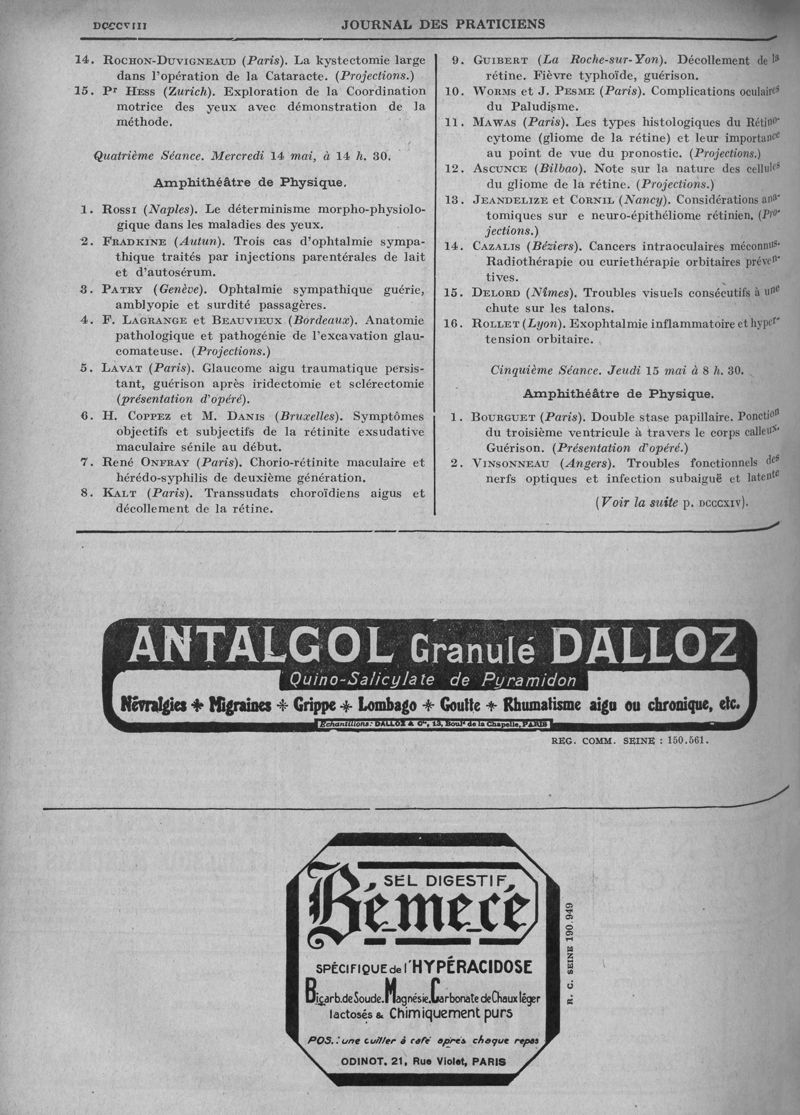 DCCCVIII
JOURNAL DES PRATICIENS
14. ROCHON-DUVIGNEAUD (Paris). La kystectomie large
dans l'opération de la Cataracte. (Projections.)
15. Pr HESS (Zurich). Exploration de la Coordination
motrice des yeux avec démonstration de la
méthode.
Quatrième Séance. Mercredi 14 mai, à 14 h. 30.
Amphithéâtre de Physique.
1. ROSSI (Naples). Le déterminisme morpho-physiolo-
gique dans les maladies des yeux.
2. FRADKINE (Autun). Trois cas d'ophtalmie sympa-
thique traités par injections parentérales de lait
et d'autosérum.
3. PATRY (Genève). Ophtalmie sympathique guérie,
amblyopie et surdité passagères.
4. F. LAGRANGE et BEAUVIEUX (Bordeaux). Anatomie
pathologique et pathogénie de l'excavation glau-
comateuse. (Projections.)
5. LAVAT (Paris). Glaucome aigu traumatique persis-
tant, guérison après iridectomie et sclérectomie
(présentation d'opéré).
6. H. COPPEZ et M. DANIS (Bruxelles). Symptômes
objectifs et subjectifs de la rétinite exsudative
maculaire sénile au début.
7. René ONFRAY (Paris). Chorio-rétinite maculaire et
hérédo-syphilis de deuxième génération.
8. KALT (Paris). Transsudats choroïdiens aigus et
décollement de la rétine.
9. GUIBERT (La Roche-sur-Yon). Décollement de la
rétine. Fièvre typhoïde, guérison.
10. WORMS et J. PESME (Paris). Complications oculaires
du Paludisme.
11. MAWAS (Paris). Les types histologiques du Rétino-
cytome (gliome de la rétine) et leur importance
au point de vue du pronostic. (Projections.)
12. ASCUNCE (Bilbao). Note sur la nature des cellules
du gliome de la rétine. (Projections.)
13. JEANDELIZE et CORNIL (Nancy). Considérations ana-
tomiques sur e neuro-épithéliome rétinien. (Pro-
jections.)
14. CAZALIS (Béziers). Cancers intraoculaires méconnus.
Radiothérapie ou curiethérapie orbitaires préven-
tives.
15. DELORD (Nîmes). Troubles visuels consécutifs à une
chute sur les talons.
16. ROLLET (Lyon). Exophtalmie inflammatoire et hyper-
tension orbitaire.
Cinquième Séance. Jeudi 15 mai à 8 h. 30.
Amphithéâtre de Physique.
1. BOURGUET (Paris). Double stase papillaire. Ponction
du troisième ventricule à travers le corps calleux.
Guérison. (Présentation d'opéré.)
2. VINSONNEAU (Angers). Troubles fonctionnels des
nerfs optiques et infection subaiguë et latente
(Voir la suite p. DCCCXIV).
ANTALGOL Granulé DALLOZ
Quino-Salicylate de Pyramidon
Névralgies ❉ Migraines ❉ Grippe ❉ Lombago ❉ Goutte ❉ Rhumatisme aigu ou chronique, etc.
Echantillons: DALLOZ & Cie, 13, Boulᵈ de la Chapelle, PARIS
REG. COMM. SEINE : 150.561.
SEL DIGESTIF
Bémecé
SPÉCIFIQUE de l'HYPÉRACIDOSE
Bicarb. de Soude. Magnésie. Carbonate de Chaux léger
lactosés & Chimiquement purs
POS.: une cuiller à café après chaque repas
ODINOT, 21, Rue Violet, PARIS
R. C. SEINE 190.949